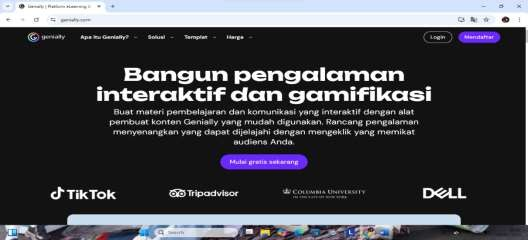 Genially | Platform eLearning
genially.com
genially
Apa itu Genially?
Solusi
Templat
Harga
Login
Mendaftar
Bangun pengalaman
interaktif dan gamifikasi
Buat materi pembelajaran dan komunikasi yang interaktif dengan alat
pembuat konten Genially yang mudah digunakan. Rancang pengalaman
menyenangkan yang dapat dijelajahi dengan mengeklik yang memikat
audiens Anda.
Mulai gratis sekarang
TikTok
Tripadvisor
COLUMBIA UNIVERSITY
IN THE CITY OF NEW YORK
DELL
Search